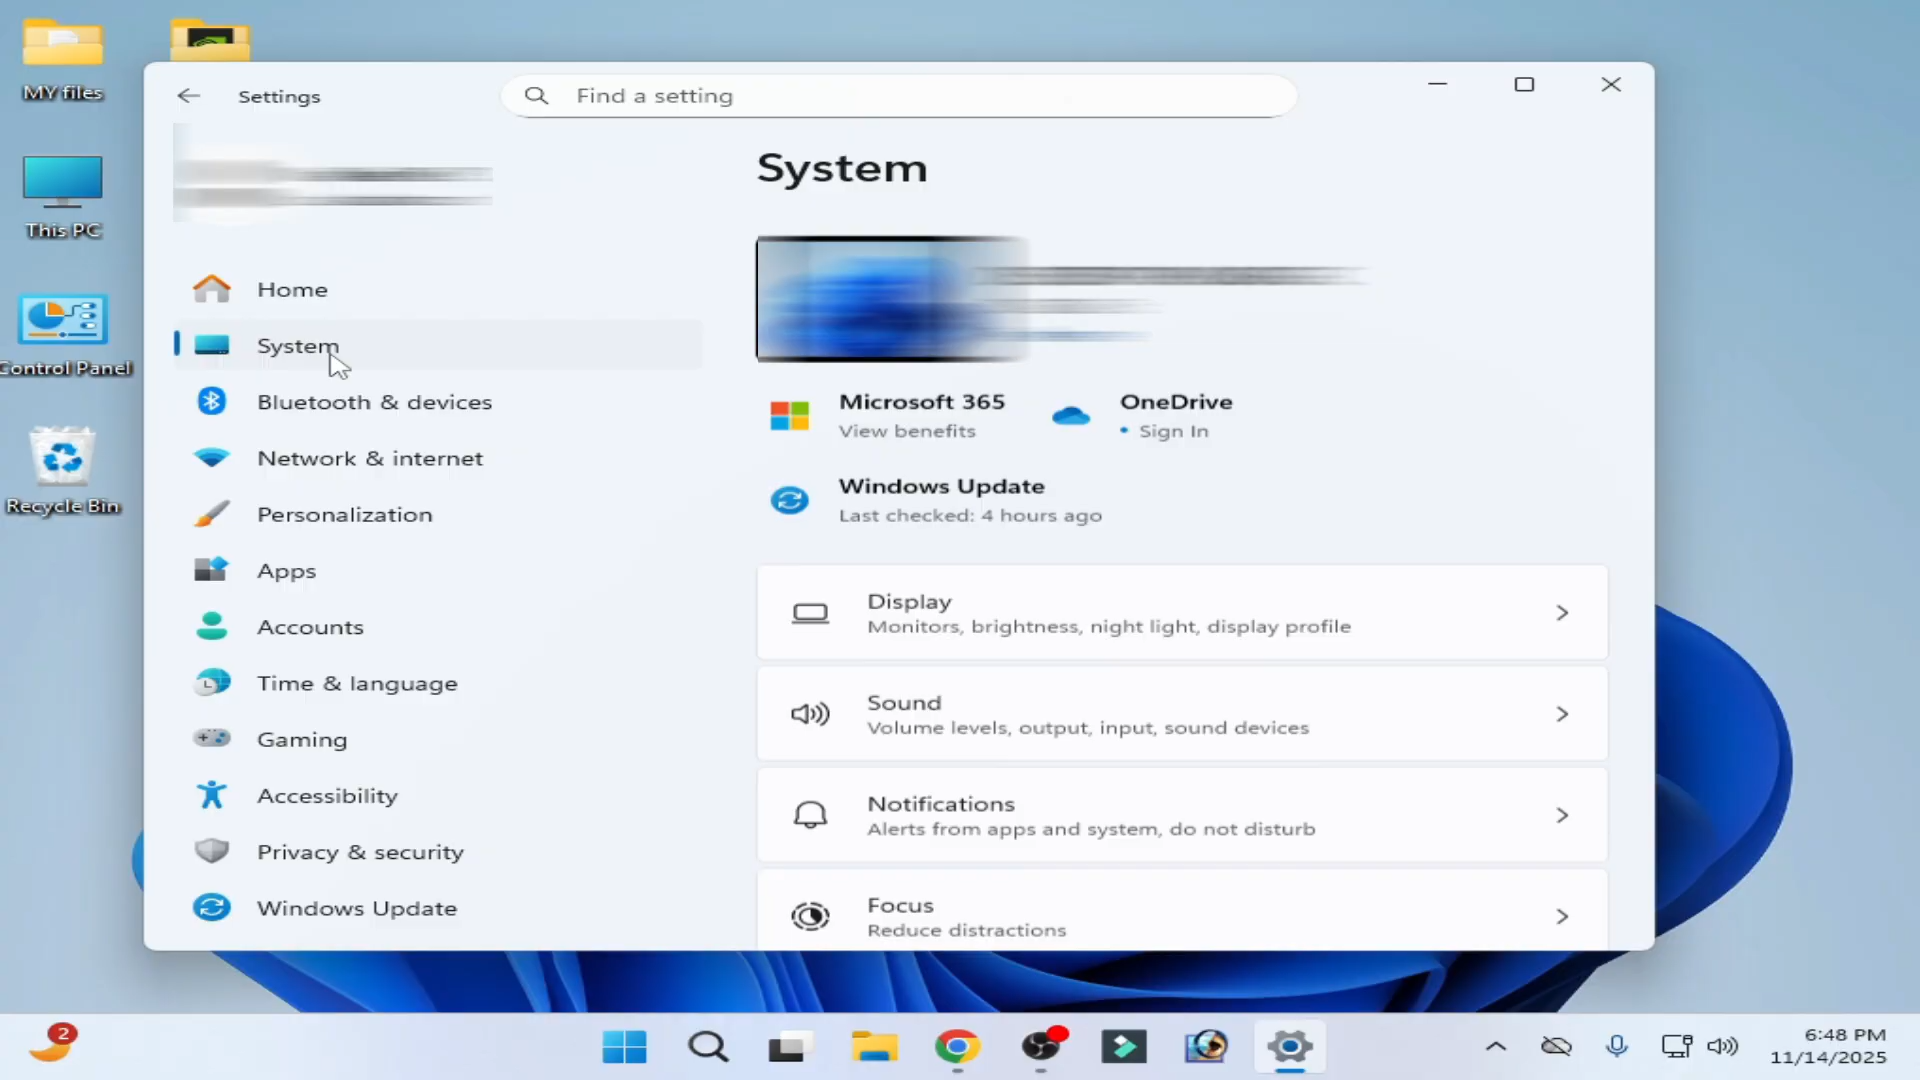 MY files
This PC
Control Panel
Recycle Bin
Settings
Find a setting
Home
System
Bluetooth & devices
Network & internet
Personalization
Apps
Accounts
Time & language
Gaming
Accessibility
Privacy & security
Windows Update
System
Microsoft 365
View benefits
OneDrive
• Sign In
Windows Update
Last checked: 4 hours ago
Display
Monitors, brightness, night light, display profile
Sound
Volume levels, output, input, sound devices
Notifications
Alerts from apps and system, do not disturb
Focus
Reduce distractions
2
6:48 PM
11/14/2025